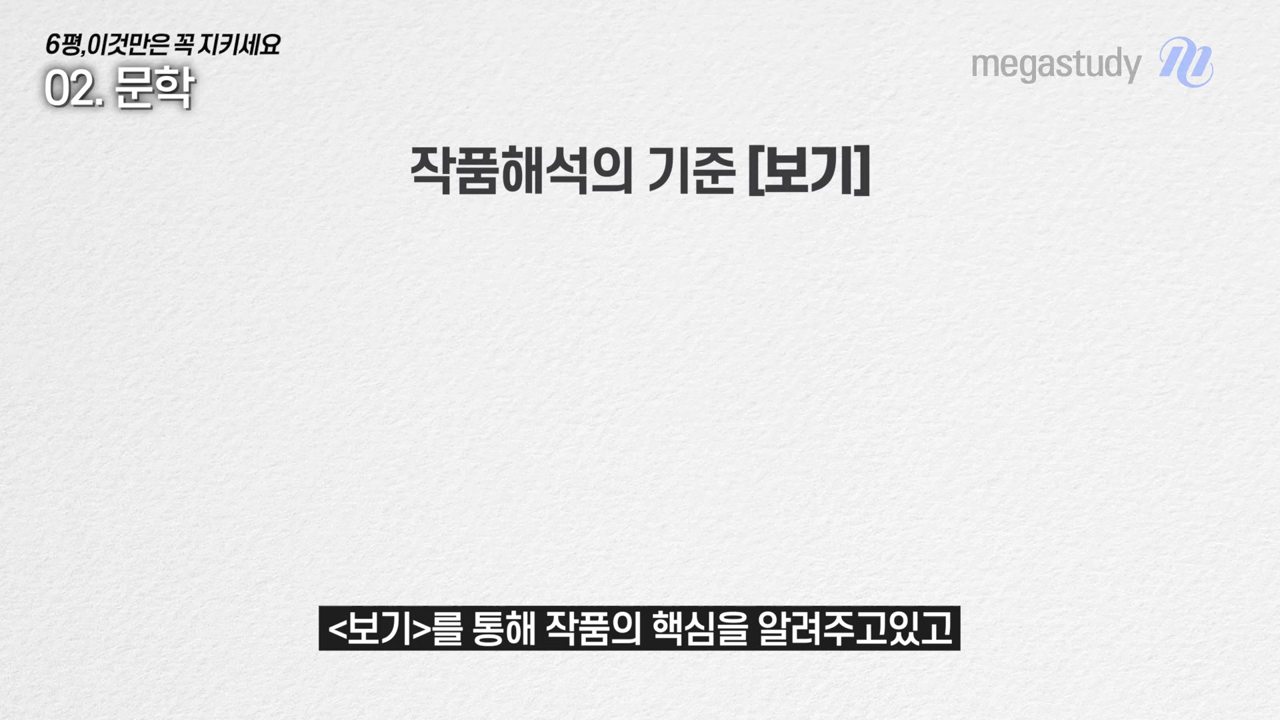 6평,이것만은 꼭 지키세요
02. 문학
megastudy
작품해석의 기준 [보기]
<보기>를 통해 작품의 핵심을 알려주고있고